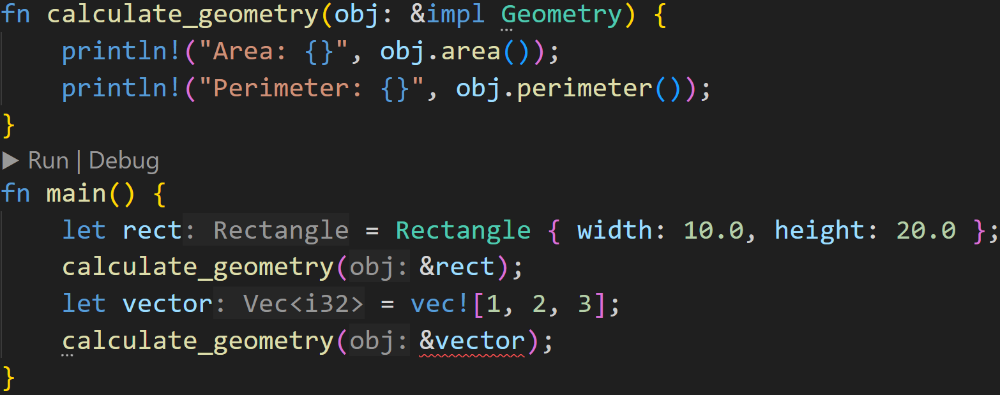 fn calculate_geometry(obj: &impl Geometry) {
    println!("Area: {}", obj.area());
    println!("Perimeter: {}", obj.perimeter());
}
▶ Run | Debug
fn main() {
    let rect: Rectangle = Rectangle { width: 10.0, height: 20.0 };
    calculate_geometry(obj: &rect);
    let vector: Vec<i32> = vec![1, 2, 3];
    calculate_geometry(obj: &vector);
}